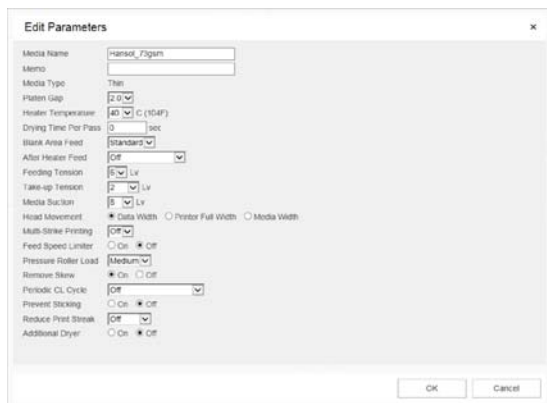 Edit Parameters ×
Media Name Hansol_73gsm
Memo
Media Type Thin
Platen Gap 2.0
Heater Temperature 40 C (104F)
Drying Time Per Pass 0 sec
Blank Area Feed Standard
After Heater Feed Off
Feeding Tension 6 Lv
Take-up Tension 2 Lv
Media Suction 8 Lv
Head Movement Data Width Printer Full Width Media Width
Multi-Strike Printing Off
Feed Speed Limiter On Off
Pressure Roller Load Medium
Remove Skew On Off
Periodic CL Cycle Off
Prevent Sticking On Off
Reduce Print Streak Off
Additional Dryer On Off
OK Cancel